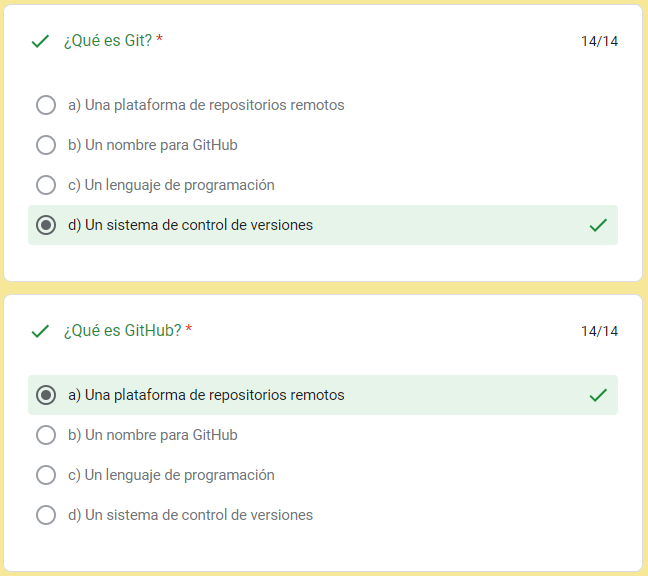 ¿Qué es Git? * 14/14
a) Una plataforma de repositorios remotos
b) Un nombre para GitHub
c) Un lenguaje de programación
d) Un sistema de control de versiones
¿Qué es GitHub? * 14/14
a) Una plataforma de repositorios remotos
b) Un nombre para GitHub
c) Un lenguaje de programación
d) Un sistema de control de versiones